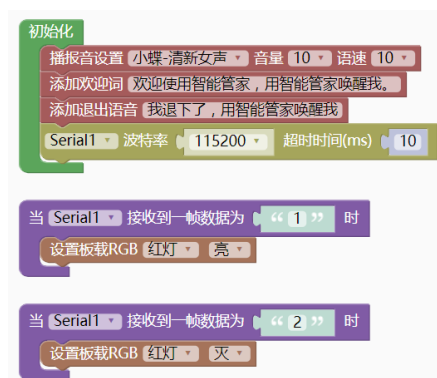 初始化
播报音设置 小蝶-清新女声 音量 10 语速 10
添加欢迎词 欢迎使用智能管家，用智能管家唤醒我。
添加退出语音 我退下了，用智能管家唤醒我
Serial1 波特率 115200 超时时间(ms) 10
当 Serial1 接收到一帧数据为 “ 1 ” 时
设置板载RGB 红灯 亮
当 Serial1 接收到一帧数据为 “ 2 ” 时
设置板载RGB 红灯 灭